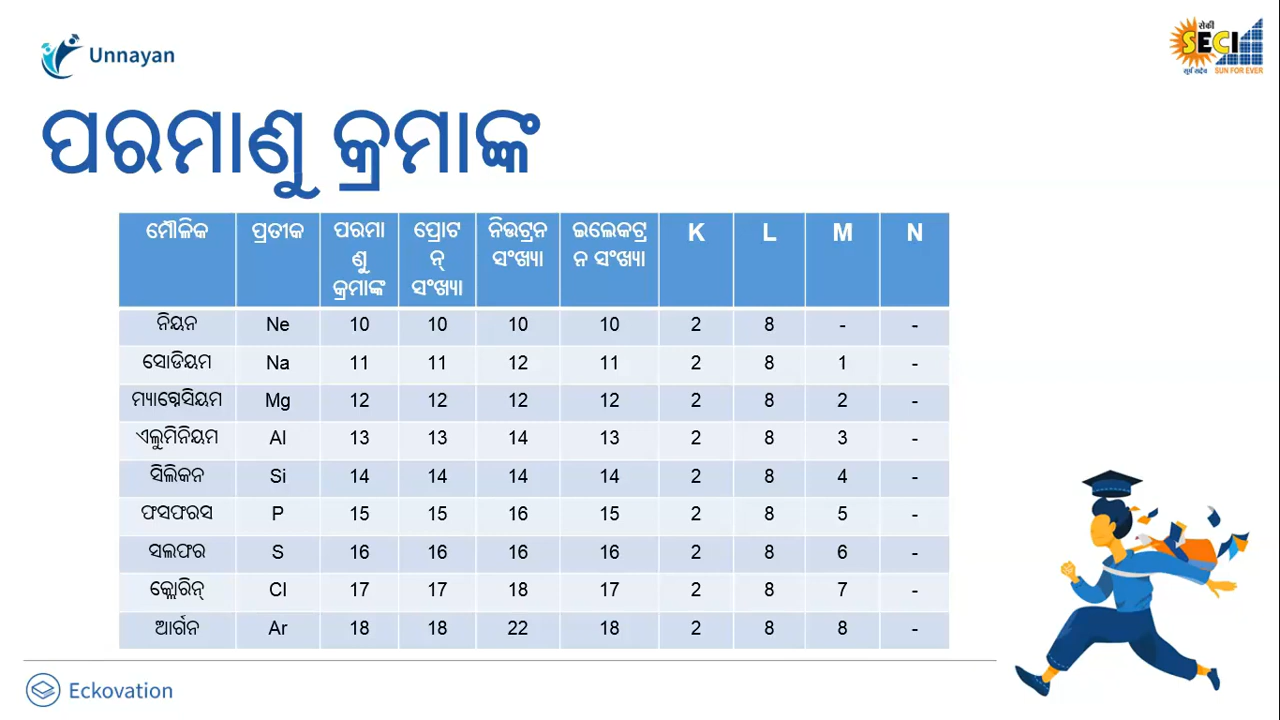 Unnayan
सेकी
SECI
सूर्य सदैव SUN FOR EVER
ପରମାଣୁ କ୍ରମାଙ୍କ
ମୌଳିକ ପ୍ରତୀକ ପରମାଣୁ କ୍ରମାଙ୍କ ପ୍ରୋଟନ୍ ସଂଖ୍ୟା ନିଉଟ୍ରନ ସଂଖ୍ୟା ଇଲେକଟ୍ରନ ସଂଖ୍ୟା K L M N
ନିୟନ Ne 10 10 10 10 2 8 - -
ସୋଡିୟମ Na 11 11 12 11 2 8 1 -
ମ୍ୟାଗ୍ନେସିୟମ Mg 12 12 12 12 2 8 2 -
ଏଲୁମିନିୟମ Al 13 13 14 13 2 8 3 -
ସିଲିକନ Si 14 14 14 14 2 8 4 -
ଫସଫରସ P 15 15 16 15 2 8 5 -
ସଲଫର S 16 16 16 16 2 8 6 -
କ୍ଲୋରିନ୍ Cl 17 17 18 17 2 8 7 -
ଆର୍ଗନ Ar 18 18 22 18 2 8 8 -
Eckovation